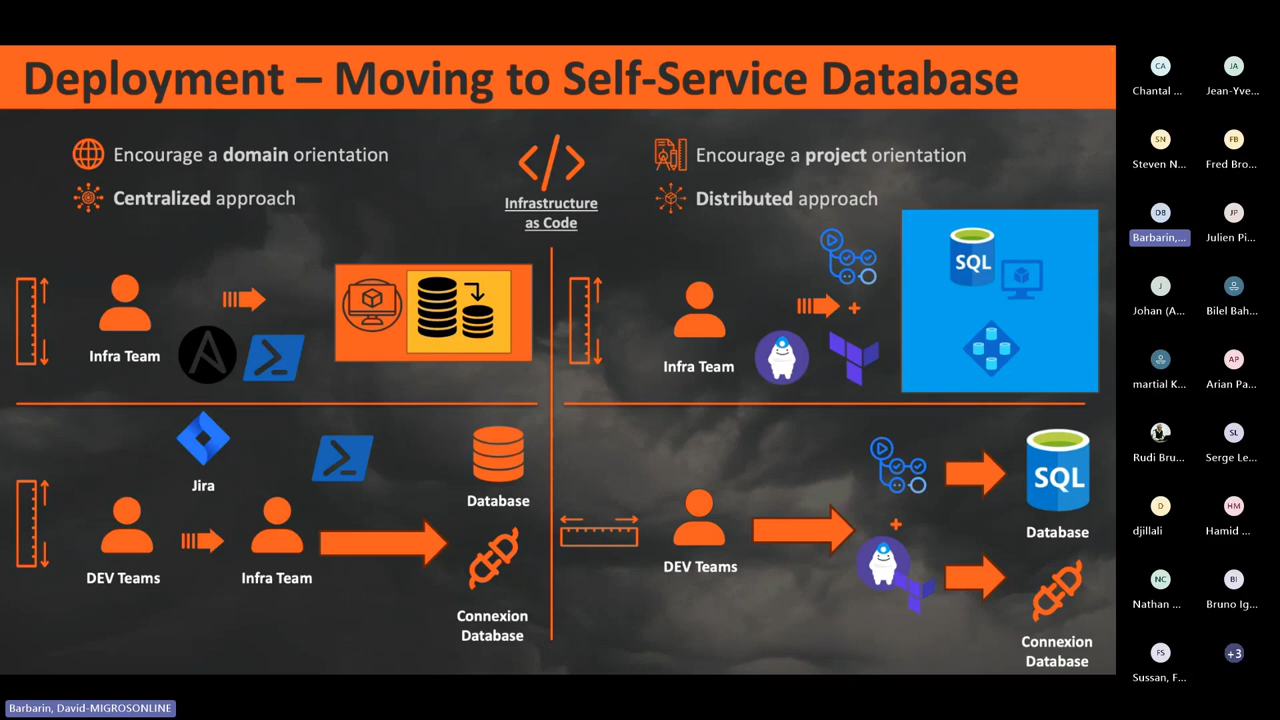 Deployment – Moving to Self-Service Database
Encourage a domain orientation
Centralized approach
Infrastructure
as Code
Encourage a project orientation
Distributed approach
SQL
Infra Team
Infra Team
Jira
Database
DEV Teams
Infra Team
Connexion
Database
SQL
Database
DEV Teams
Connexion
Database
CA
Chantal ...
JA
Jean-Yve...
SN
Steven N...
FB
Fred Bro...
DB
Barbarin,...
JP
Julien Pi...
J
Johan (A...
Bilel Bah...
martial K...
AP
Arian Pa...
Rudi Bru...
SL
Serge Le...
D
djillali
HM
Hamid ...
NC
Nathan ...
BI
Bruno Ig...
FS
Sussan, F...
+3
Barbarin, David-MIGROSONLINE